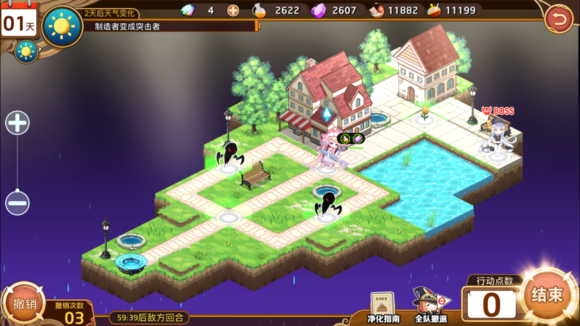 01天
2天后天气变化
制造者变成突击者
4
2622
2607
11882
11199
BOSS
撤销
撤销次数
03
59:39后敌方回合
净化指南
全队撤退
行动点数
0
结束